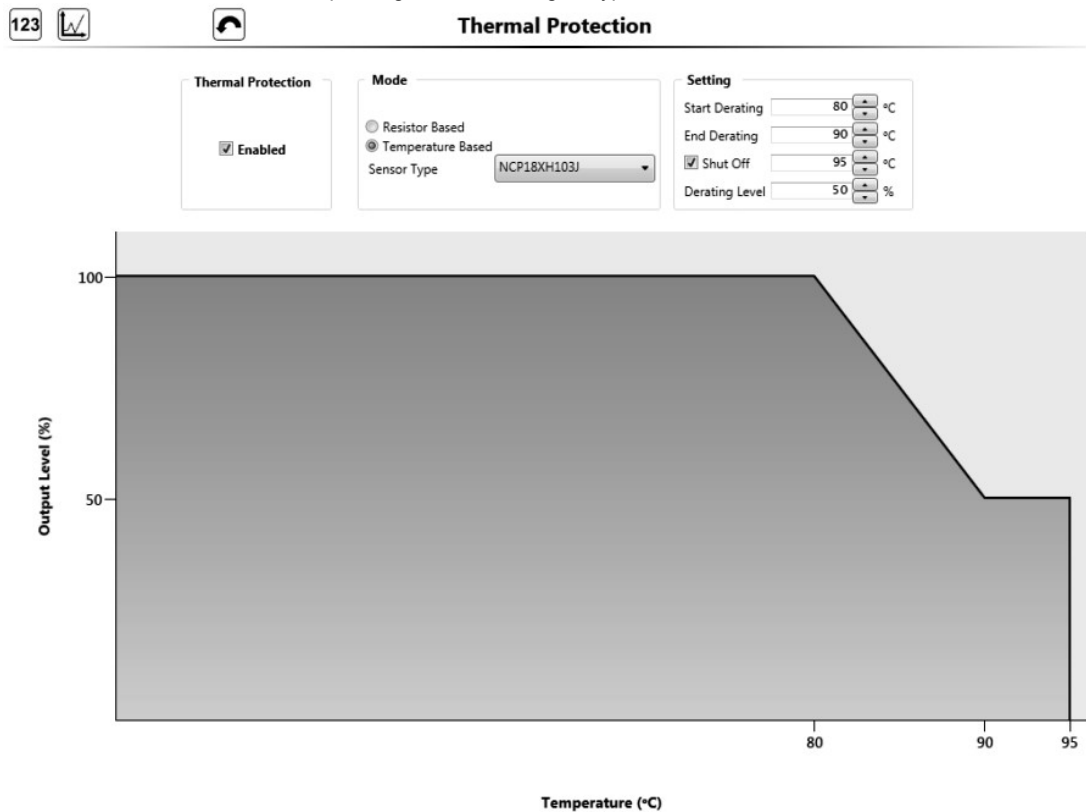 123
Thermal Protection
Thermal Protection
Enabled
Mode
Resistor Based
Temperature Based
Sensor Type NCP18XH103J
Setting
Start Derating 80 °C
End Derating 90 °C
Shut Off 95 °C
Derating Level 50 %
100
50
Output Level (%)
80 90 95
Temperature (°C)